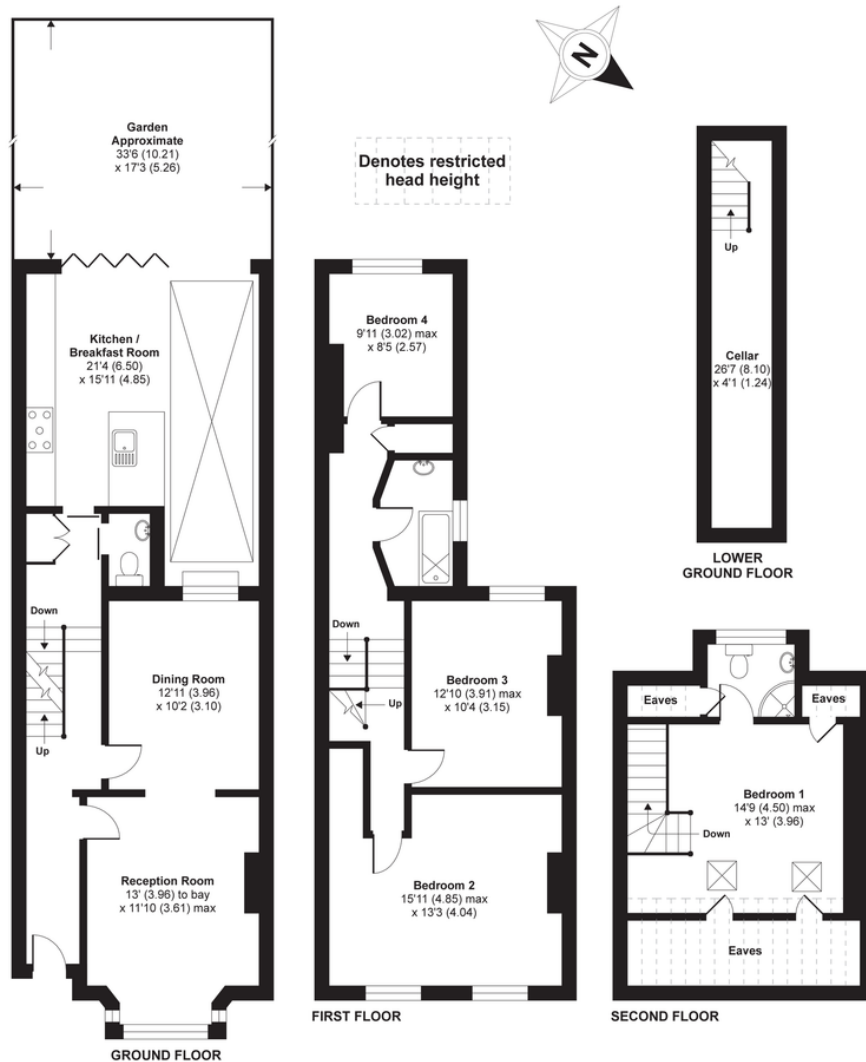 Garden
Approximate
33'6 (10.21)
x 17'3 (5.26)
N
Denotes restricted
head height
Kitchen /
Breakfast Room
21'4 (6.50)
x 15'11 (4.85)
Down
Up
Dining Room
12'11 (3.96)
x 10'2 (3.10)
Reception Room
13' (3.96) to bay
x 11'10 (3.61) max
GROUND FLOOR
Bedroom 4
9'11 (3.02) max
x 8'5 (2.57)
Down
Up
Bedroom 3
12'10 (3.91) max
x 10'4 (3.15)
Bedroom 2
15'11 (4.85) max
x 13'3 (4.04)
FIRST FLOOR
Up
Cellar
26'7 (8.10)
x 4'1 (1.24)
LOWER
GROUND FLOOR
Eaves
Eaves
Bedroom 1
14'9 (4.50) max
x 13' (3.96)
Down
Eaves
SECOND FLOOR